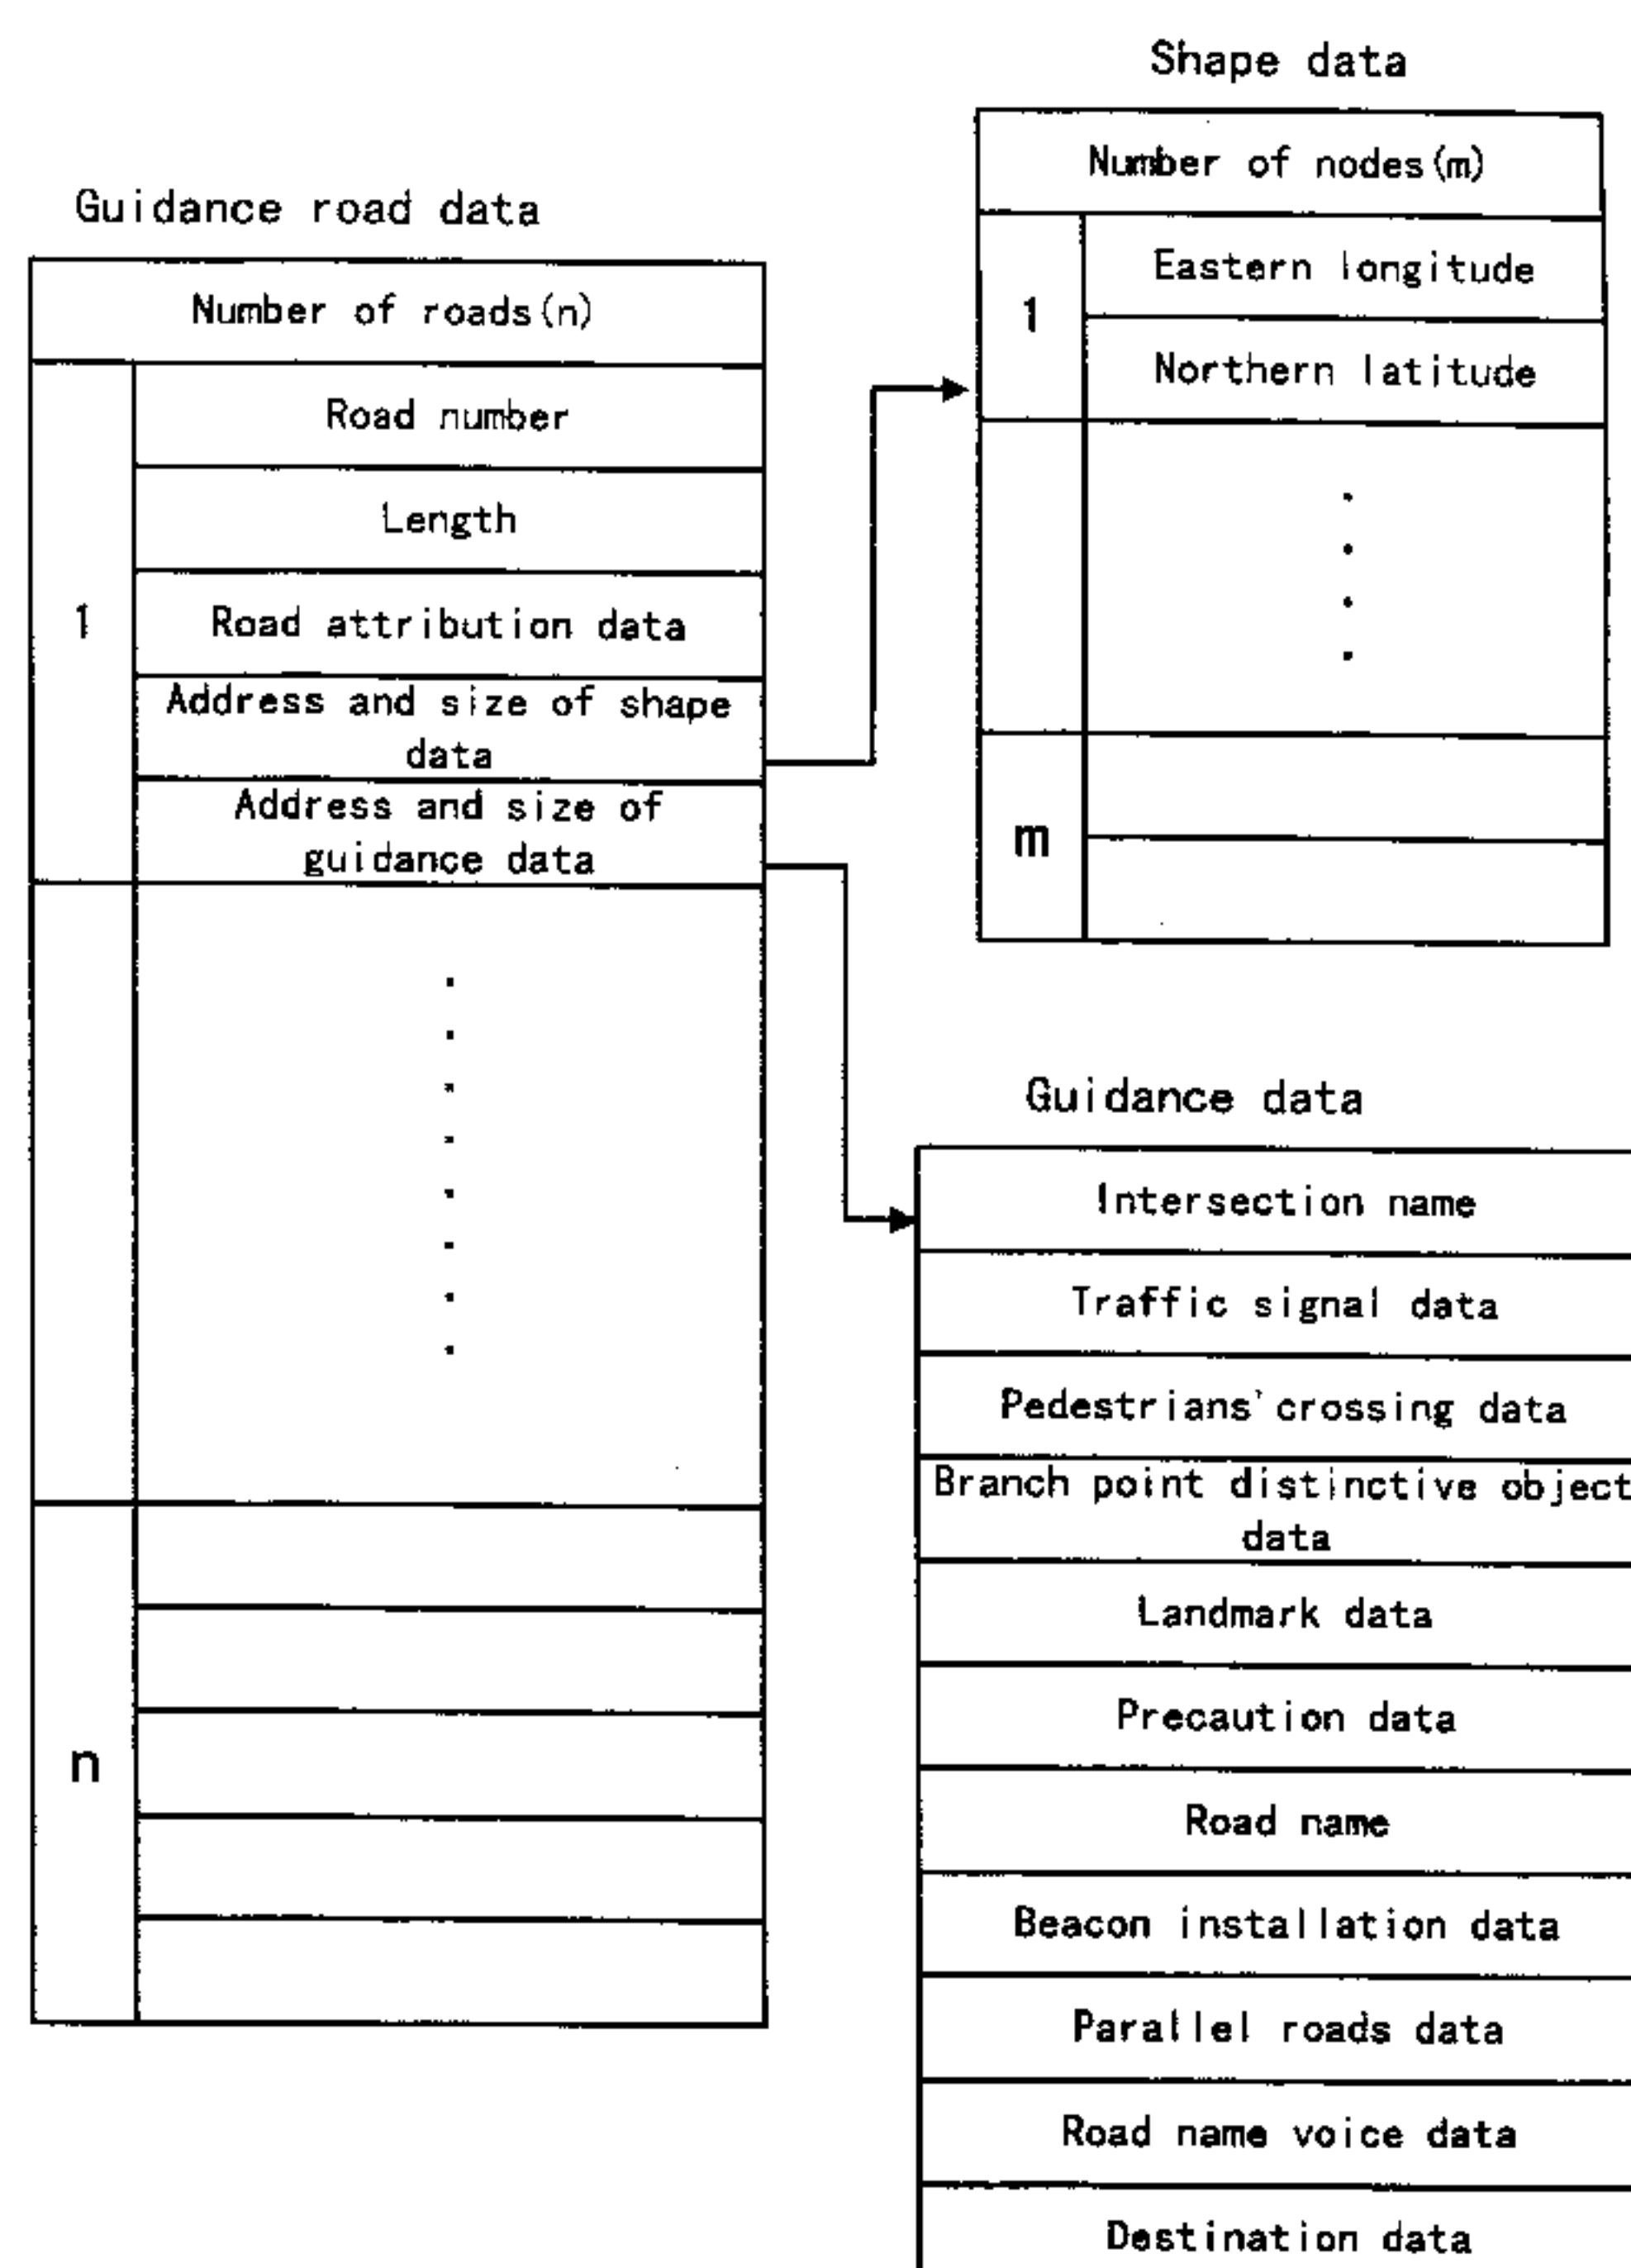 Guidance road data
Number of roads(n)
1
Road number
Length
Road attribution data
Address and size of shape
data
Address and size of
guidance data
n
Shape data
Number of nodes(m)
1
Eastern longitude
Northern latitude
m
Guidance data
Intersection name
Traffic signal data
Pedestrians'crossing data
Branch point distinctive object
data
Landmark data
Precaution data
Road name
Beacon installation data
Parallel roads data
Road name voice data
Destination data